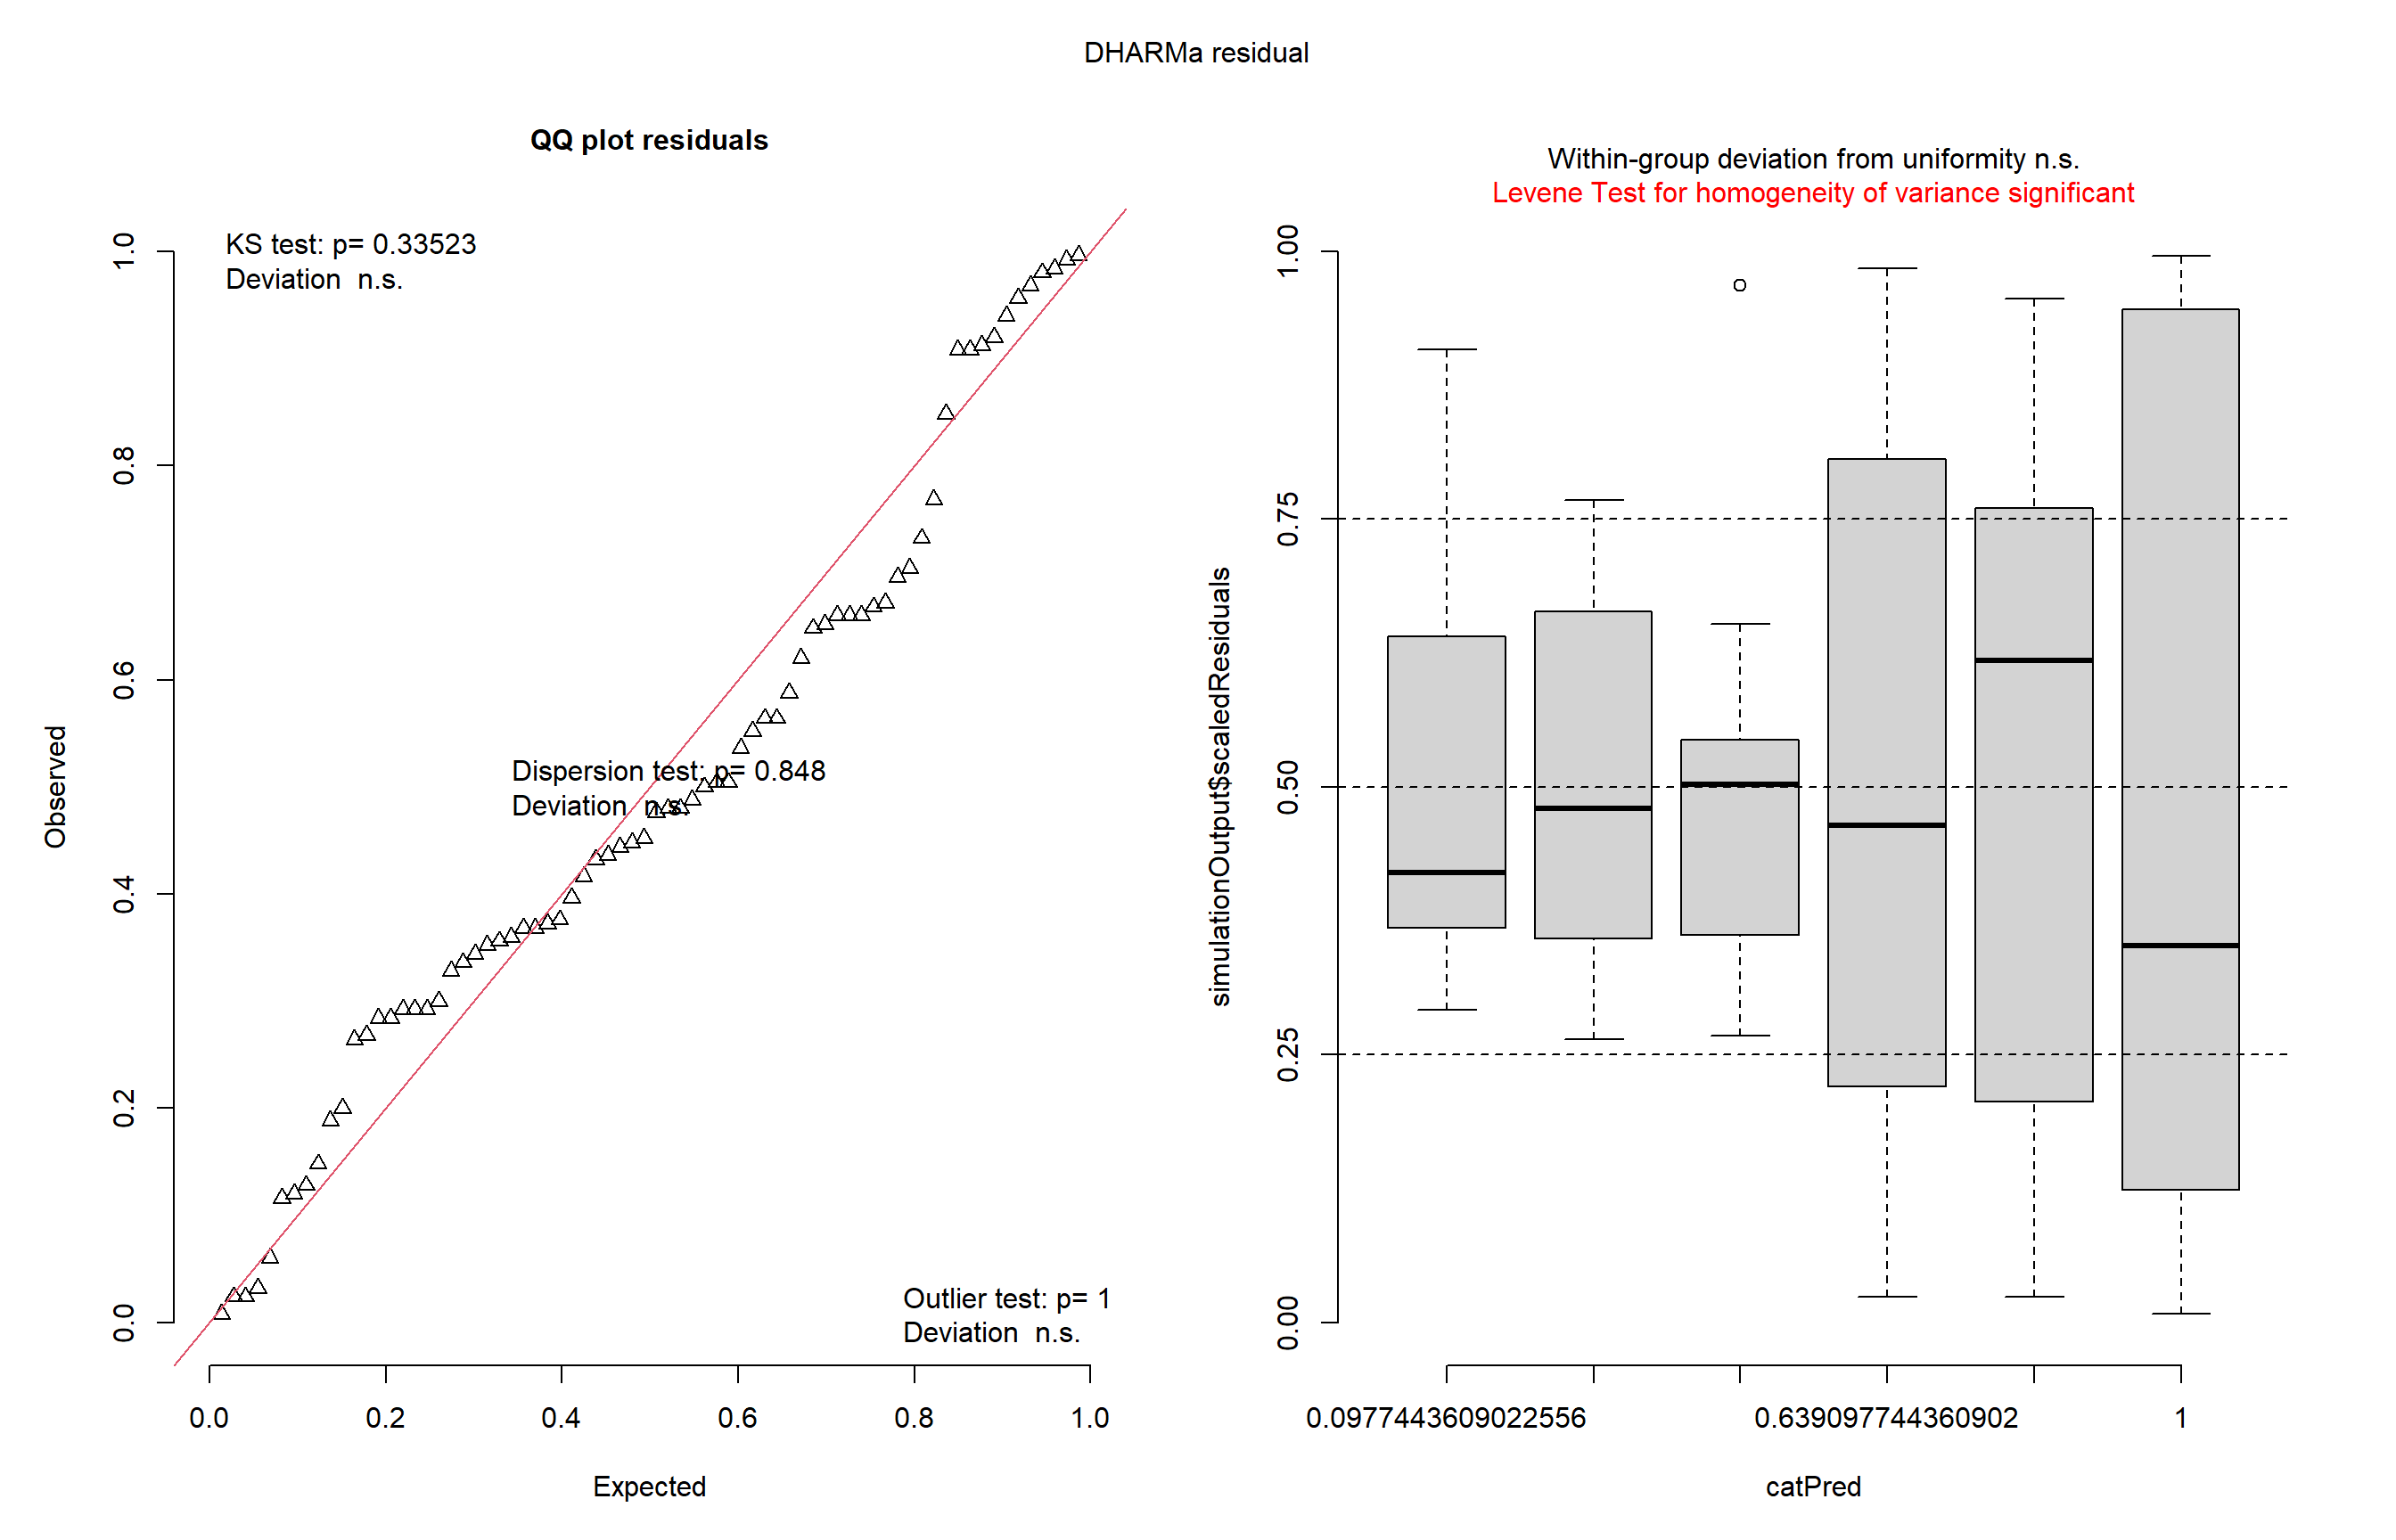 DHARMa residual
QQ plot residuals
KS test: p= 0.33523
Deviation  n.s.
Dispersion test: p= 0.848
Deviation  n.s.
Outlier test: p= 1
Deviation  n.s.
Observed
1.0
0.8
0.6
0.4
0.2
0.0
0.0 0.2 0.4 0.6 0.8 1.0
Expected
Within-group deviation from uniformity n.s.
Levene Test for homogeneity of variance significant
simulationOutput$scaledResiduals
1.00
0.75
0.50
0.25
0.00
0.0977443609022556 0.639097744360902 1
catPred